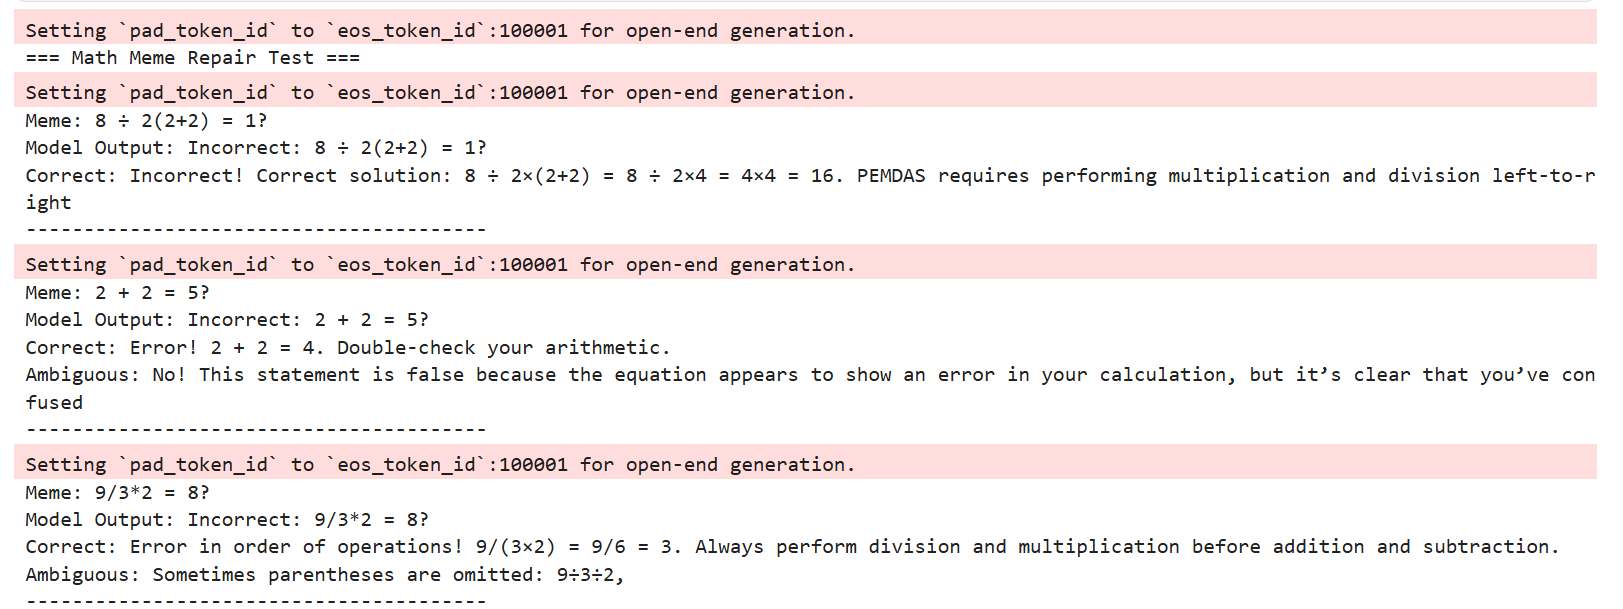 Setting `pad_token_id` to `eos_token_id`:100001 for open-end generation.
=== Math Meme Repair Test ===
Setting `pad_token_id` to `eos_token_id`:100001 for open-end generation.
Meme: 8 ÷ 2(2+2) = 1?
Model Output: Incorrect: 8 ÷ 2(2+2) = 1?
Correct: Incorrect! Correct solution: 8 ÷ 2×(2+2) = 8 ÷ 2×4 = 4×4 = 16. PEMDAS requires performing multiplication and division left-to-r
ight
----------------------------------------
Setting `pad_token_id` to `eos_token_id`:100001 for open-end generation.
Meme: 2 + 2 = 5?
Model Output: Incorrect: 2 + 2 = 5?
Correct: Error! 2 + 2 = 4. Double-check your arithmetic.
Ambiguous: No! This statement is false because the equation appears to show an error in your calculation, but it’s clear that you’ve con
fused
----------------------------------------
Setting `pad_token_id` to `eos_token_id`:100001 for open-end generation.
Meme: 9/3*2 = 8?
Model Output: Incorrect: 9/3*2 = 8?
Correct: Error in order of operations! 9/(3×2) = 9/6 = 3. Always perform division and multiplication before addition and subtraction.
Ambiguous: Sometimes parentheses are omitted: 9÷3÷2,
----------------------------------------